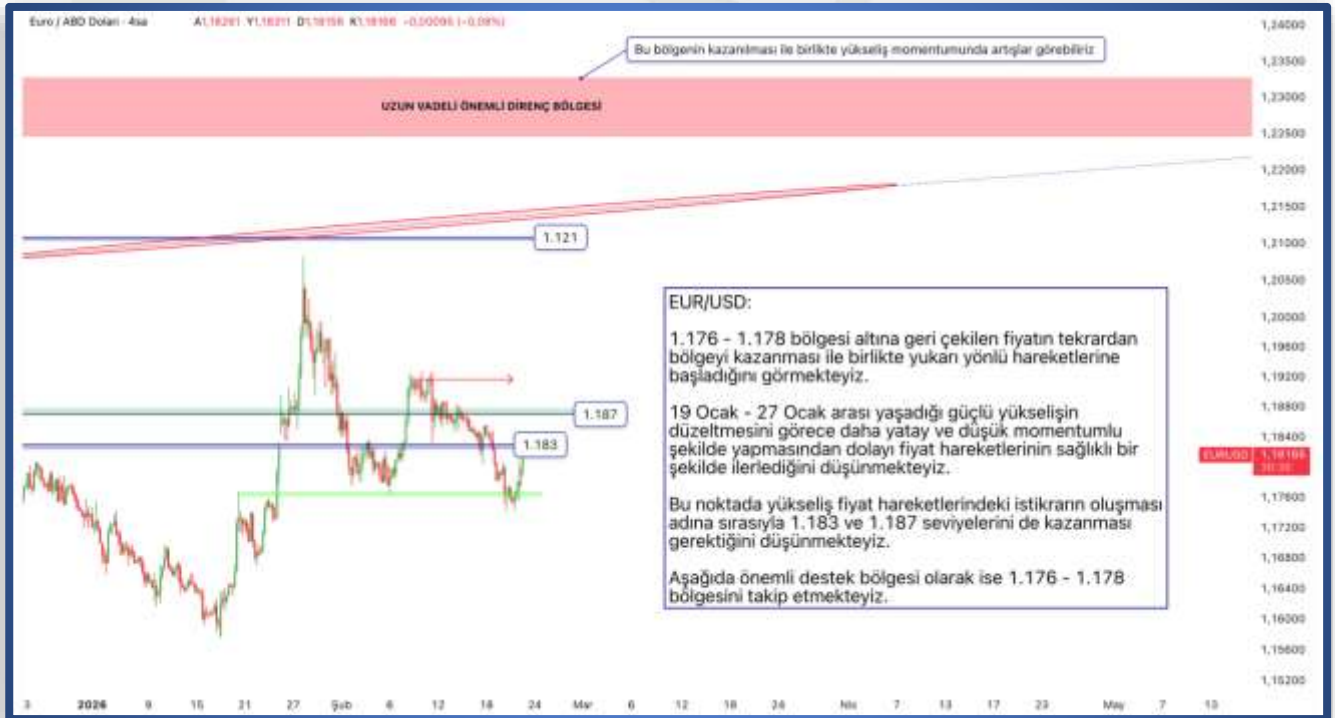 Euro / ABD Doları - 4sa A1,18261 Y1,18311 D1,18156 K1,18166 -0,00095 (-0,08%)
Bu bölgenin kazanılması ile birlikte yükseliş momentumunda artışlar görebiliriz
UZUN VADELİ ÖNEMLİ DİRENÇ BÖLGESİ
1.121
1.187
1.183
EUR/USD:
1.176 - 1.178 bölgesi altına geri çekilen fiyatın tekrardan
bölgeyi kazanması ile birlikte yukarı yönlü hareketlerine
başladığını görmekteyiz.
19 Ocak - 27 Ocak arası yaşadığı güçlü yükselişin
düzeltmesini görece daha yatay ve düşük momentumlu
şekilde yapmasından dolayı fiyat hareketlerinin sağlıklı bir
şekilde ilerlediğini düşünmekteyiz.
Bu noktada yükseliş fiyat hareketlerindeki istikrarın oluşması
adına sırasıyla 1.183 ve 1.187 seviyelerini de kazanması
gerektiğini düşünmekteyiz.
Aşağıda önemli destek bölgesi olarak ise 1.176 - 1.178
bölgesini takip etmekteyiz.
1,24000
1,23500
1,23000
1,22500
1,22000
1,21500
1,21000
1,20500
1,20000
1,19600
1,19200
1,18800
1,18400
EURUSD 1,18166
1,17600
1,17200
1,16800
1,16400
1,16000
1,15600
1,15200
3 2026 9 15 21 27 Şub 6 12 18 24 Mar 6 12 18 24 Nis 7 13 17 23 May 7 13